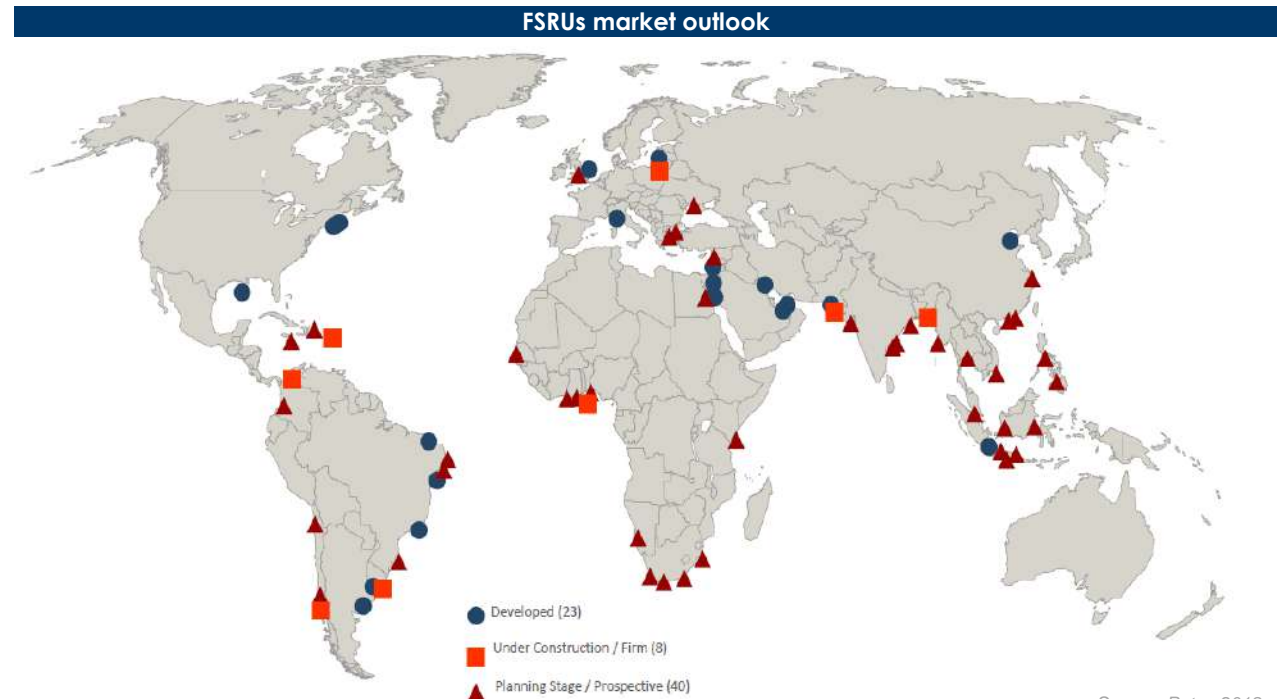 FSRUs market outlook
Developed (23)
Under Construction / Firm (8)
Planning Stage / Prospective (40)